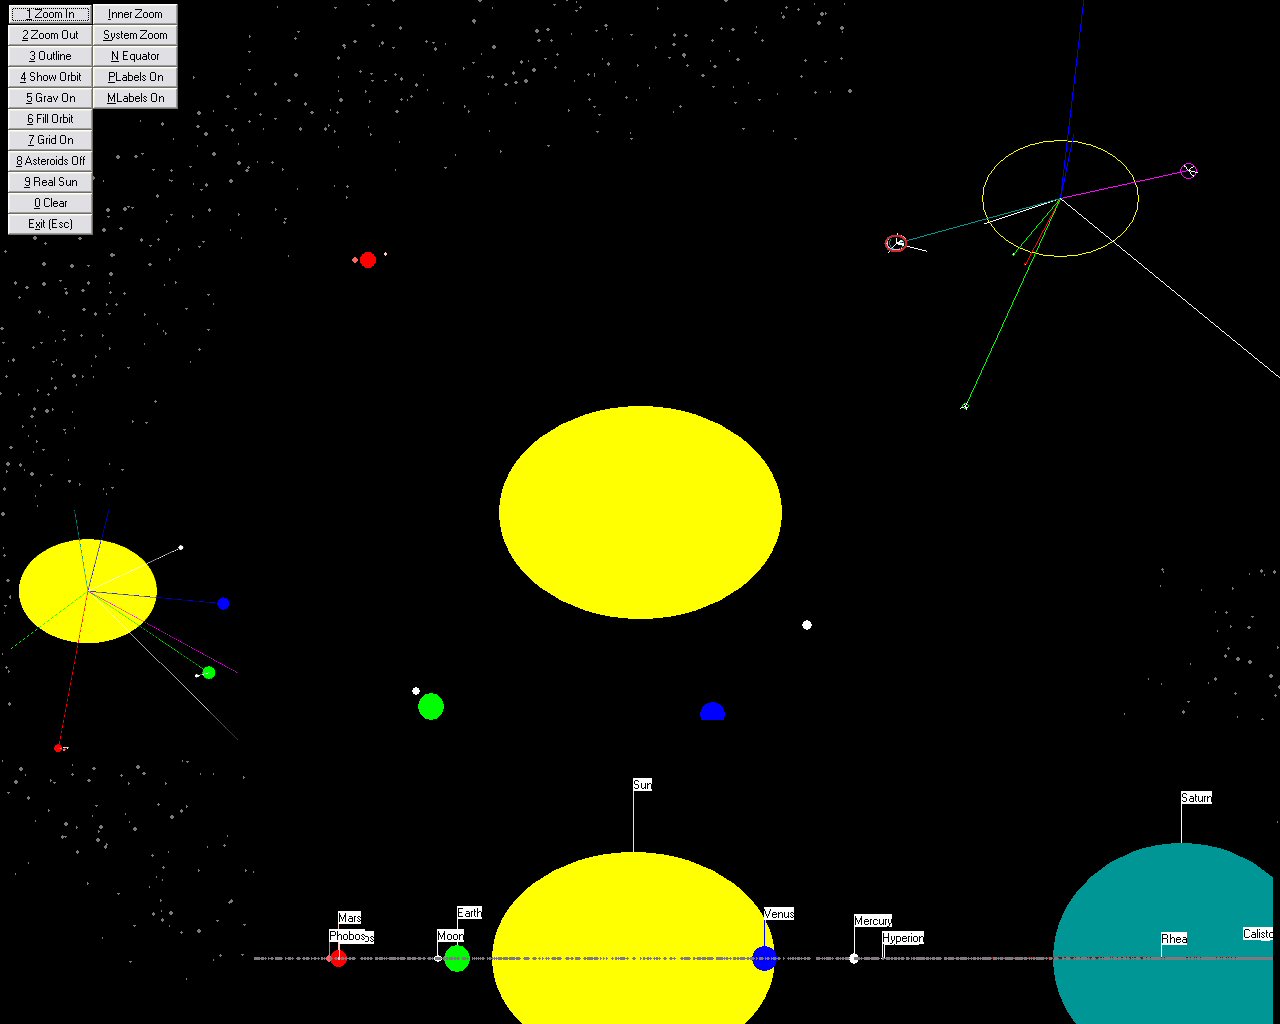 1 Zoom In
Inner Zoom
2 Zoom Out
System Zoom
3 Outline
N Equator
4 Show Orbit
PLabels On
5 Grav On
MLabels On
6 Fill Orbit
7 Grid On
8 Asteroids Off
9 Real Sun
0 Clear
Exit (Esc)
Sun
Saturn
Mars
Earth
Venus
Mercury
Phobos
Moon
Hyperion
Rhea